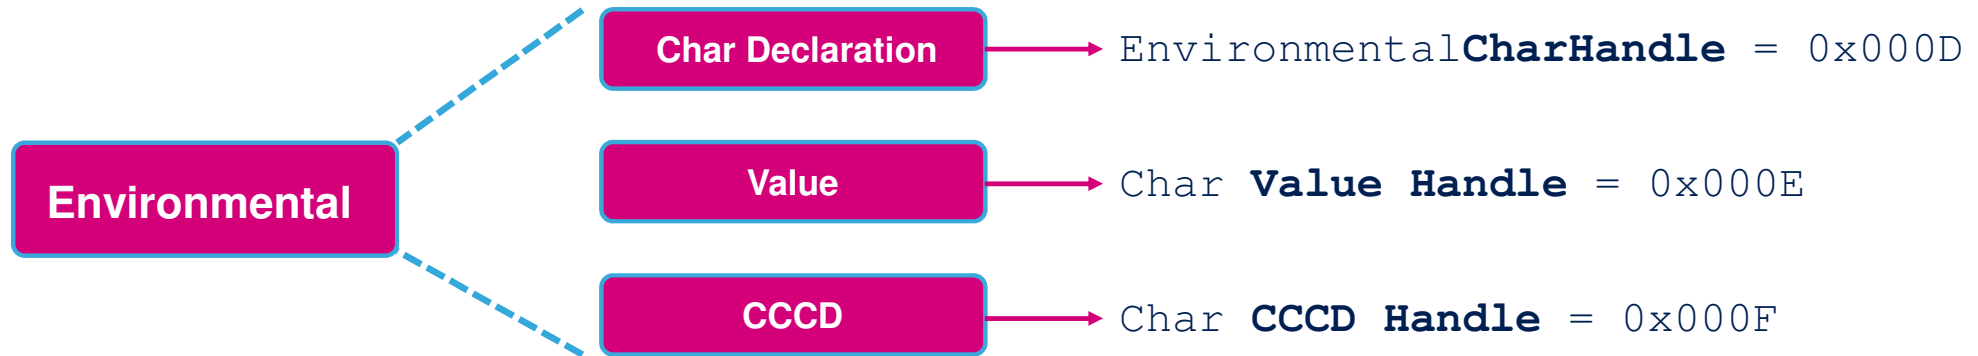 Char Declaration
EnvironmentalCharHandle = 0x000D
Environmental
Value
Char Value Handle = 0x000E
CCCD
Char CCCD Handle = 0x000F